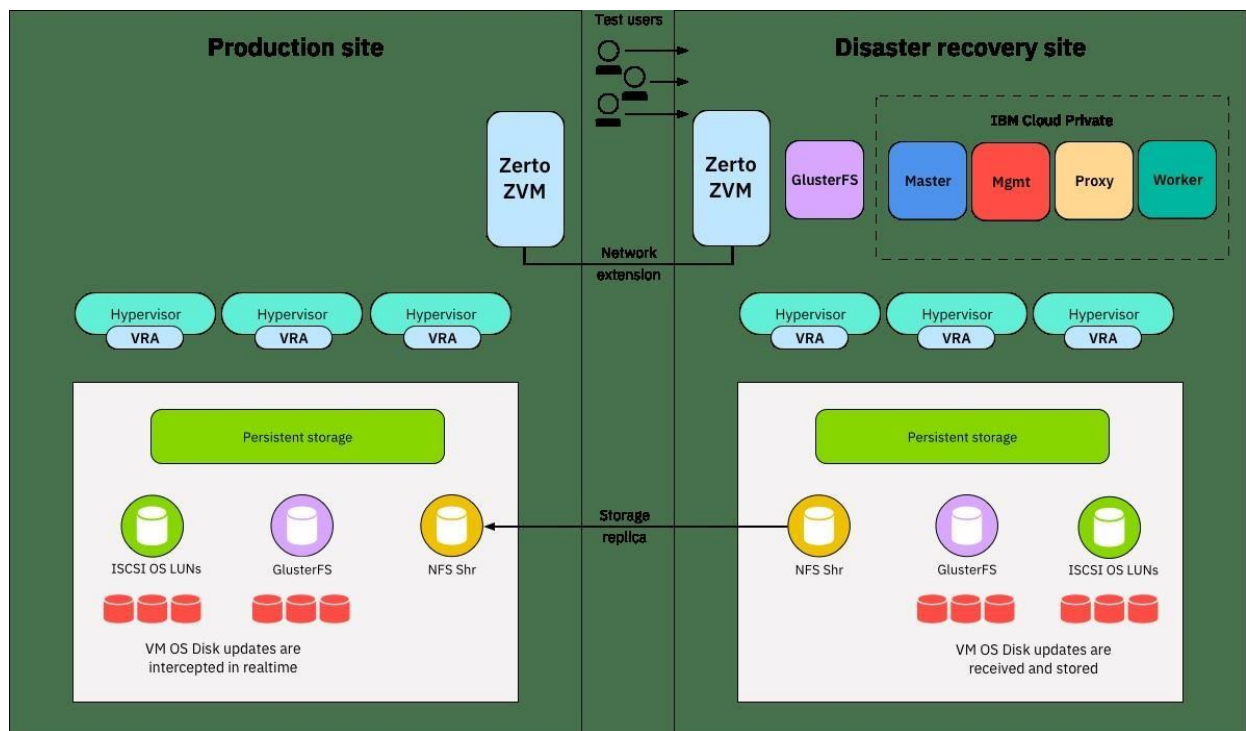 Test users
Production site
Disaster recovery site
IBM Cloud Private
Zerto
ZVM
Zerto
ZVM
GlusterFS
Master
Mgmt
Proxy
Worker
Network
extension
Hypervisor
VRA
Hypervisor
VRA
Hypervisor
VRA
Hypervisor
VRA
Hypervisor
VRA
Hypervisor
VRA
Persistent storage
Persistent storage
Storage
replica
ISCSI OS LUNs
GlusterFS
NFS Shr
NFS Shr
GlusterFS
ISCSI OS LUNs
VM OS Disk updates are
intercepted in realtime
VM OS Disk updates are
received and stored